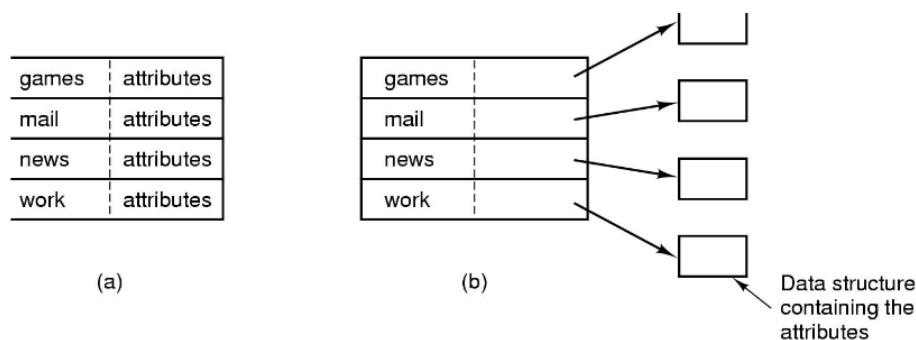 games attributes
mail attributes
news attributes
work attributes
(a)
games
mail
news
work
(b)
Data structure
containing the
attributes